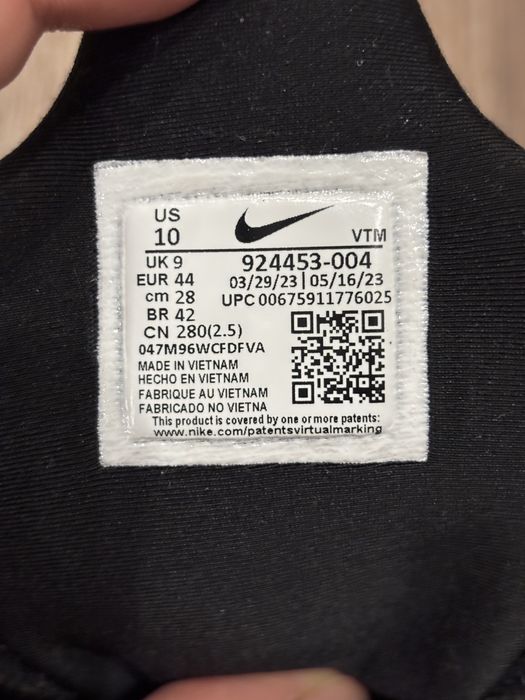 US
10
VTM
UK 9
924453-004
EUR 44
03/29/23 | 05/16/23
cm 28
UPC 00675911776025
BR 42
CN 280(2.5)
047M96WCFDFVA
MADE IN VIETNAM
HECHO EN VIETNAM
FABRIQUE AU VIETNAM
FABRICADO NO VIETNA
This product is covered by one or more patents:
www.nike.com/patentsvirtualmarking